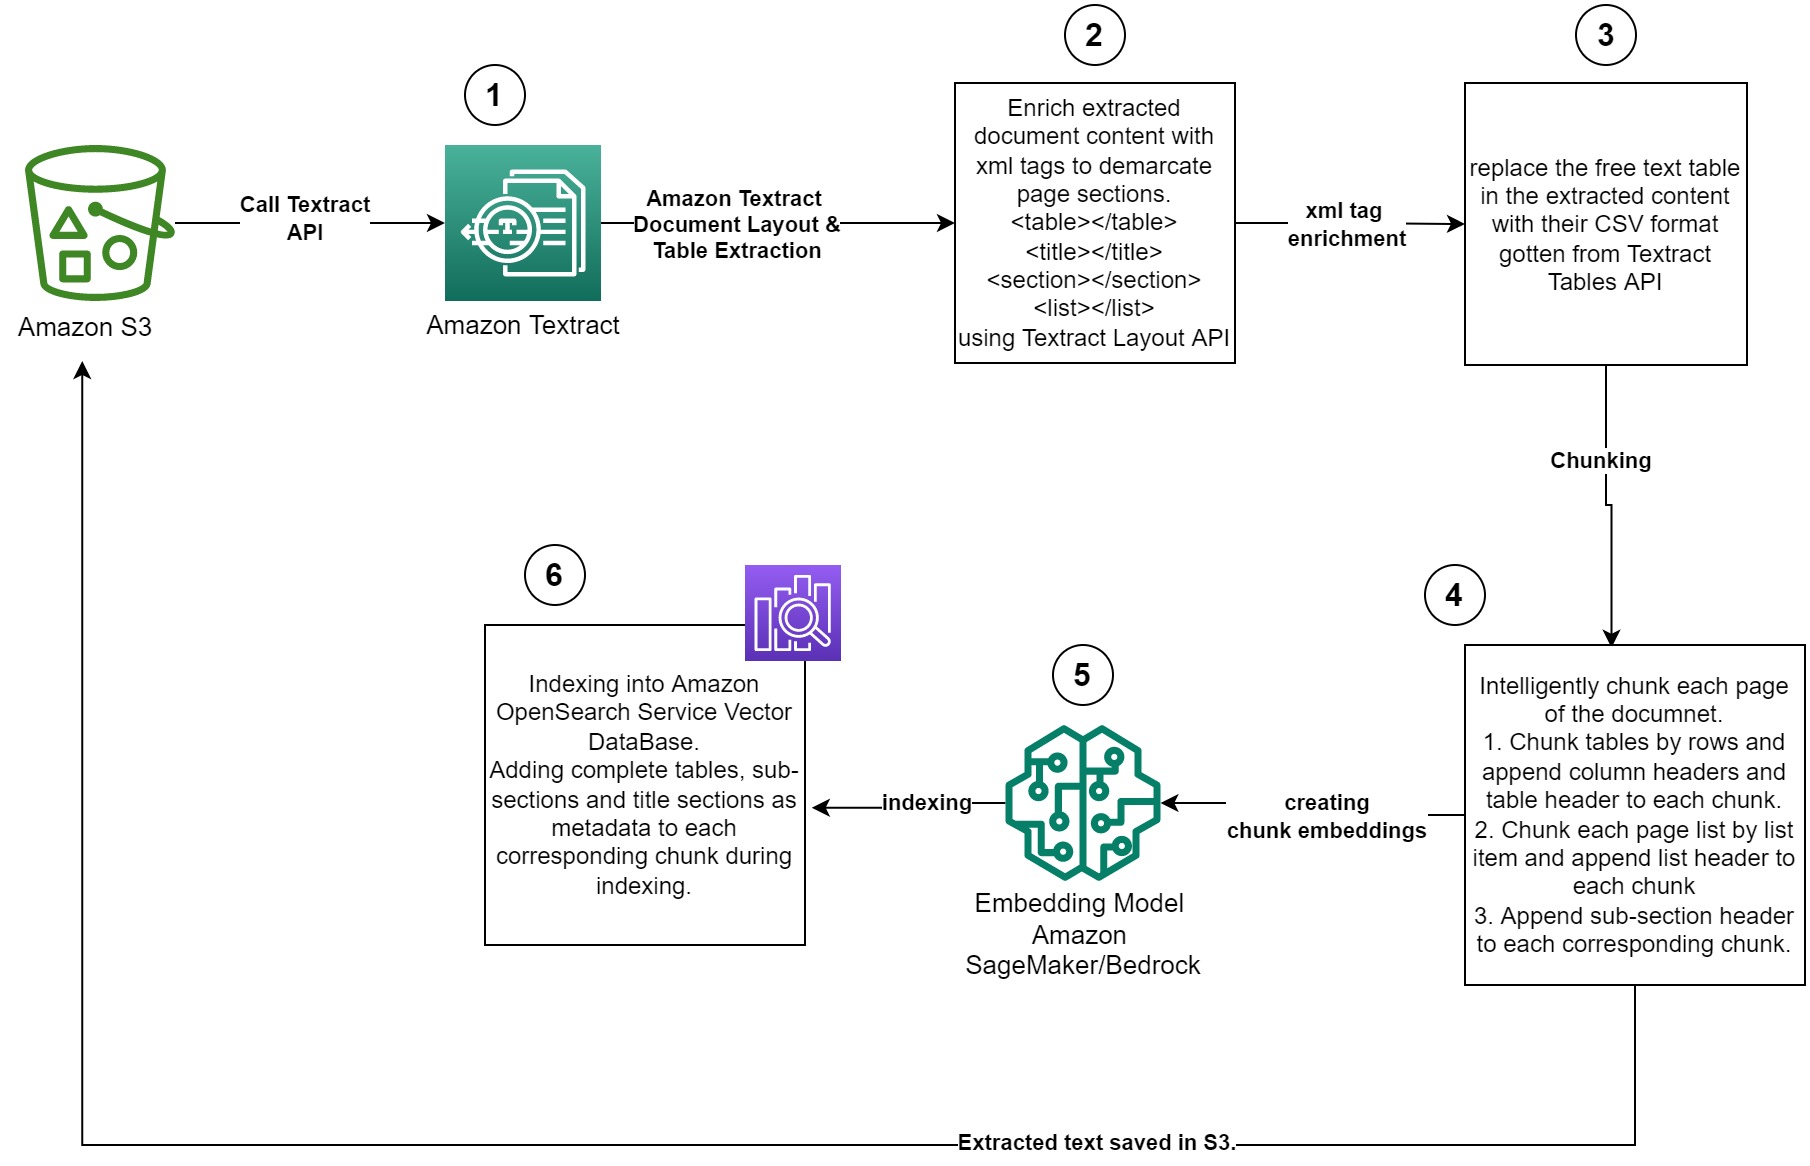 1
2
3
Amazon S3
Call Textract
API
Amazon Textract
Amazon Textract
Document Layout &
Table Extraction
Enrich extracted
document content with
xml tags to demarcate
page sections.
<table></table>
<title></title>
<section></section>
<list></list>
using Textract Layout API
xml tag
enrichment
replace the free text table
in the extracted content
with their CSV format
gotten from Textract
Tables API
Chunking
4
Intelligently chunk each page
of the documnet.
1. Chunk tables by rows and
append column headers and
table header to each chunk.
2. Chunk each page list by list
item and append list header to
each chunk
3. Append sub-section header
to each corresponding chunk.
creating
chunk embeddings
5
Embedding Model
Amazon
SageMaker/Bedrock
indexing
6
Indexing into Amazon
OpenSearch Service Vector
DataBase.
Adding complete tables, sub-
sections and title sections as
metadata to each
corresponding chunk during
indexing.
Extracted text saved in S3.